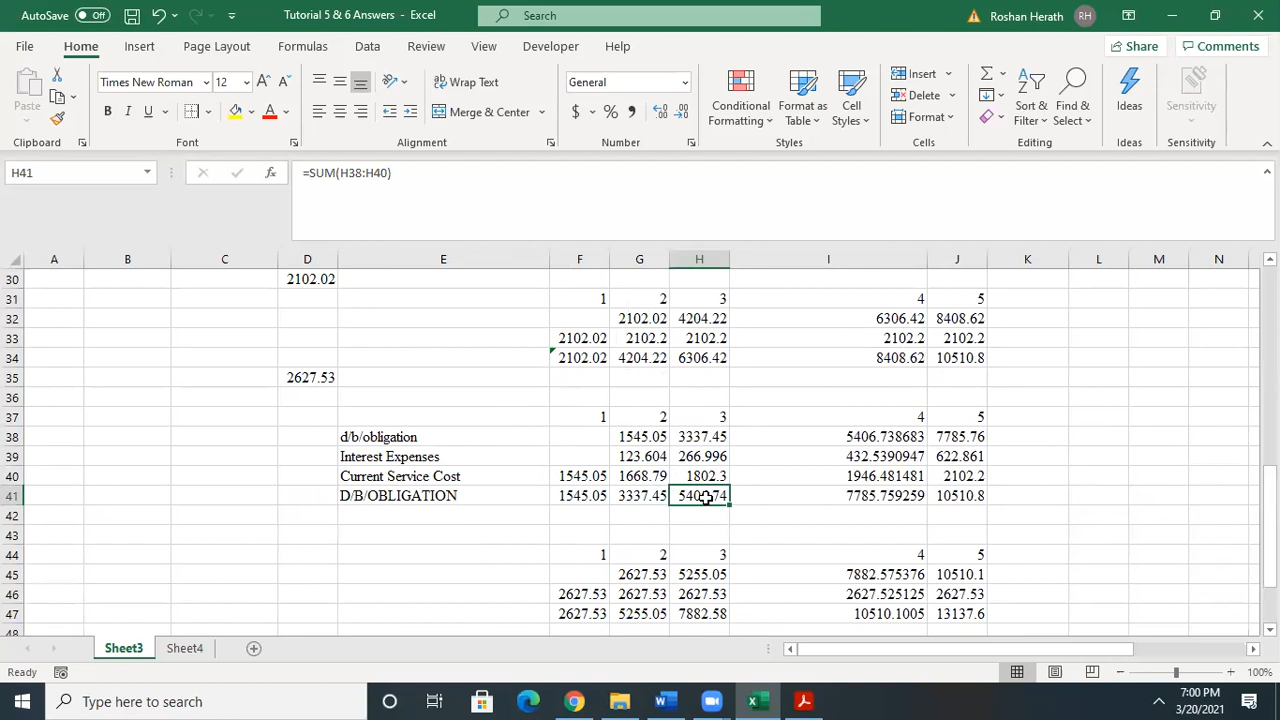 AutoSave Off Tutorial 5 & 6 Answers - Excel Search Roshan Herath RH
File Home Insert Page Layout Formulas Data Review View Developer Help Share Comments
Paste Times New Roman 12 Wrap Text General Conditional Formatting Format as Table Cell Styles Insert Sort & Filter Find & Select Ideas Sensitivity
B I U Merge & Center $ % , Delete
Format
Clipboard Font Alignment Number Styles Cells Editing Ideas Sensitivity
H41 fx =SUM(H38:H40)
A B C D E F G H I J K L M N
30 2102.02
31 1 2 3 4 5
32 2102.02 4204.22 6306.42 8408.62
33 2102.02 2102.2 2102.2 2102.2 2102.2
34 2102.02 4204.22 6306.42 8408.62 10510.8
35 2627.53
36
37 1 2 3 4 5
38 d/b/obligation 1545.05 3337.45 5406.738683 7785.76
39 Interest Expenses 123.604 266.996 432.5390947 622.861
40 Current Service Cost 1545.05 1668.79 1802.3 1946.481481 2102.2
41 D/B/OBLIGATION 1545.05 3337.45 7785.759259 10510.8
42
43
44 1 2 3 4 5
45 2627.53 5255.05 7882.575376 10510.1
46 2627.53 2627.53 2627.53 2627.525125 2627.53
47 2627.53 5255.05 7882.58 10510.1005 13137.6
48
Sheet3 Sheet4
Ready 100%
Type here to search 7:00 PM
3/20/2021